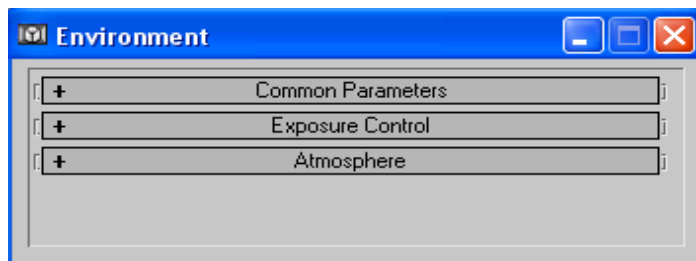 Environment
+ Common Parameters
+ Exposure Control
+ Atmosphere